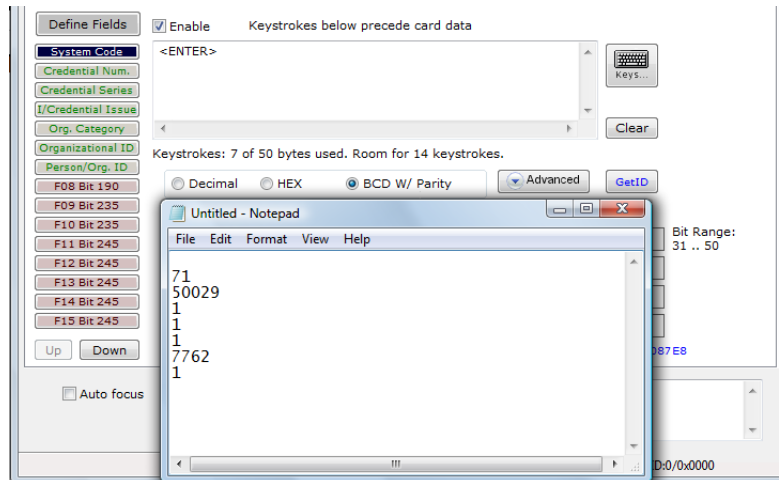 Define Fields
Enable Keystrokes below precede card data
System Code
<ENTER>
Credential Num.
Keys...
Credential Series
I/Credential Issue
Org. Category
Clear
Organizational ID
Keystrokes: 7 of 50 bytes used. Room for 14 keystrokes.
Person/Org. ID
F08 Bit 190
Decimal HEX BCD W/ Parity Advanced GetID
F09 Bit 235
F10 Bit 235
F11 Bit 245
F12 Bit 245
F13 Bit 245
F14 Bit 245
F15 Bit 245
Up Down
Auto focus
Untitled - Notepad
File Edit Format View Help
71
50029
1
1
1
7762
1
Bit Range:
31 .. 50
087E8
D:0/0x0000